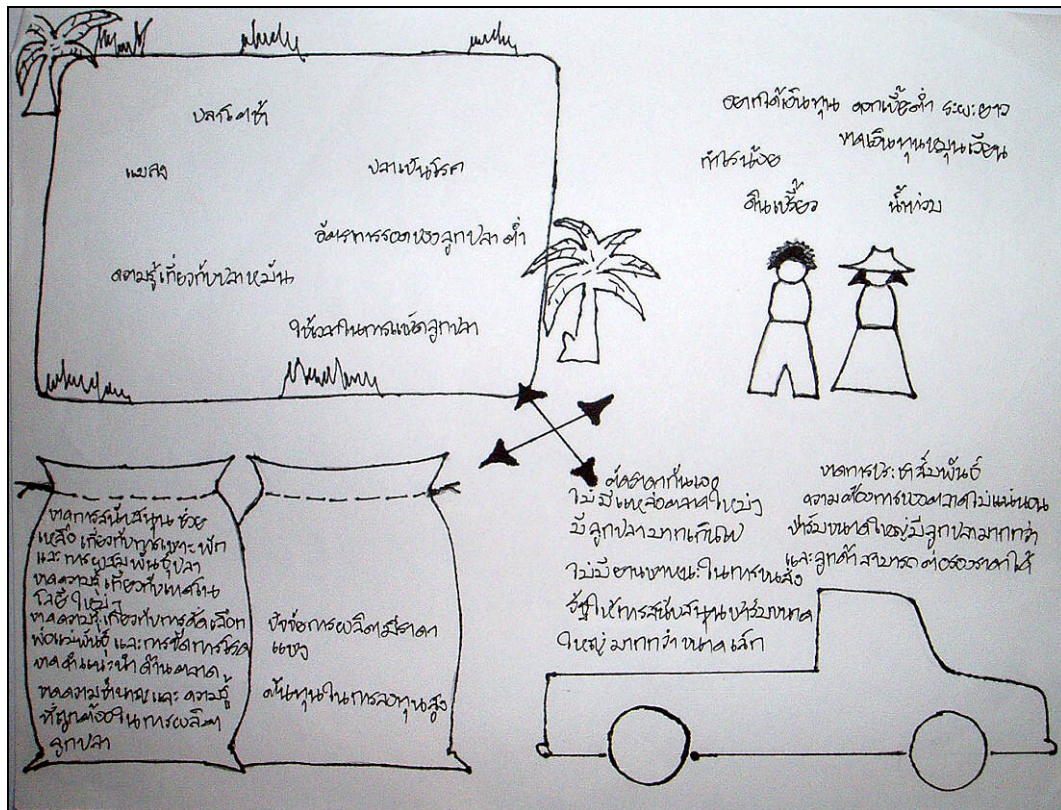 ปลาโตช้า
แมลง
ปลาเป็นโรค
อัตราการรอดของลูกปลาต่ำ
ความรู้เกี่ยวกับปลาหมัน
ใช้เวลาในการแช่ดลูกปลา
อยากได้เงินทุน ดอกเบี้ยต่ำ ระยะยาว
ขาดเงินทุนหมุนเวียน
กำไรน้อย
ดินเปรี้ยว
น้ำท่วม
ขาดการสนับสนุน ช่วย
เหลือ เกี่ยวกับการเพาะฟัก
และการผสมพันธุ์ปลา
ขาดความรู้เกี่ยวกับเทคโน
โลยีใหม่ๆ
ขาดความรู้เกี่ยวกับการคัดเลือก
พ่อแม่พันธุ์ และการจัดการโรค
ขาดคำแนะนำด้านตลาด
ขาดความชำนาญและ ความรู้
ที่ถูกต้องในการผลิต
ลูกปลา
ปัจจัยการผลิตมีราคา
แพง
ต้นทุนในการลงทุนสูง
ตัดราคากันเอง
ไม่มีแหล่งตลาดใหม่ๆ
มีลูกปลามากเกินไป
ไม่มียานพาหนะในการขนส่ง
รัฐให้การสนับสนุนฟาร์มขนาด
ใหญ่มากกว่าขนาดเล็ก
ขาดการประชาสัมพันธ์
ความต้องการของตลาดไม่แน่นอน
ฟาร์มขนาดใหญ่มีลูกปลามากกว่า
และลูกค้าสามารถต่อรองราคาได้